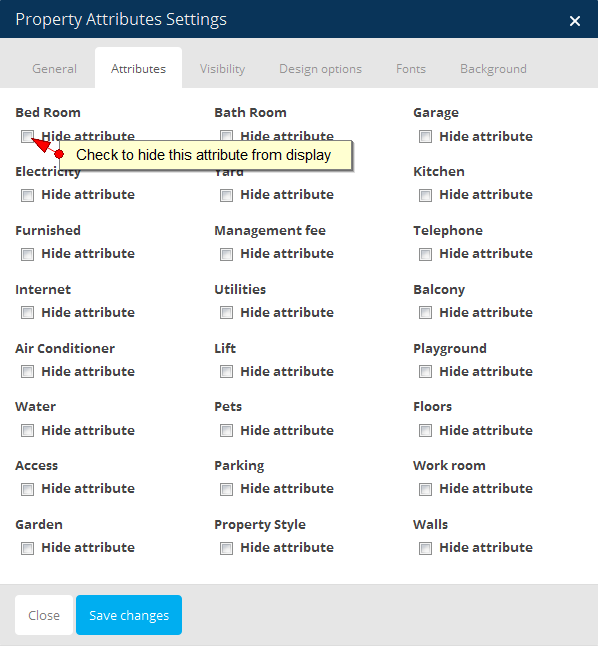 Property Attributes Settings
General Attributes Visibility Design options Fonts Background
Bed Room Bath Room Garage
Hide attribute Hide attribute Hide attribute
Check to hide this attribute from display
Electricity Yard Kitchen
Hide attribute Hide attribute Hide attribute
Furnished Management fee Telephone
Hide attribute Hide attribute Hide attribute
Internet Utilities Balcony
Hide attribute Hide attribute Hide attribute
Air Conditioner Lift Playground
Hide attribute Hide attribute Hide attribute
Water Pets Floors
Hide attribute Hide attribute Hide attribute
Access Parking Work room
Hide attribute Hide attribute Hide attribute
Garden Property Style Walls
Hide attribute Hide attribute Hide attribute
Close Save changes